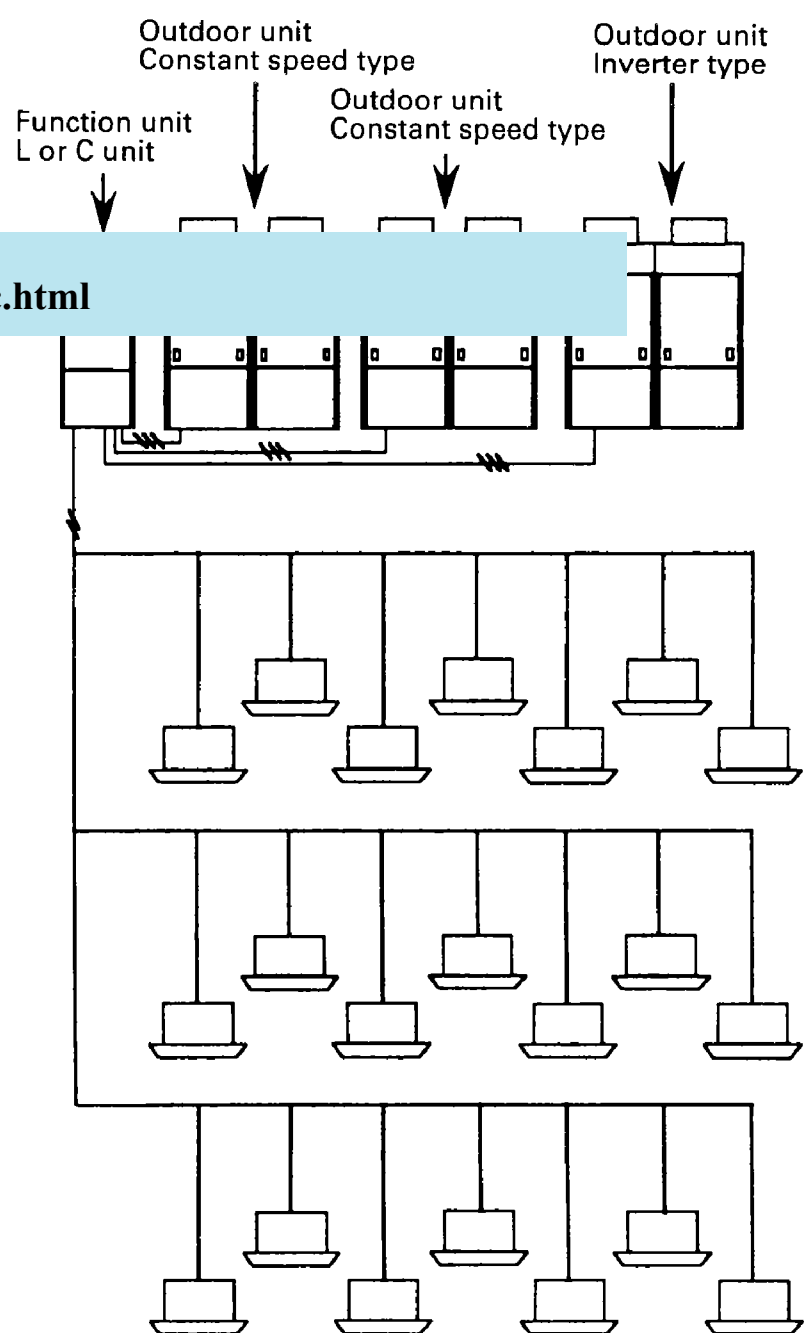 Outdoor unit
Constant speed type
Outdoor unit
Inverter type
Outdoor unit
Constant speed type
Function unit
L or C unit
.html